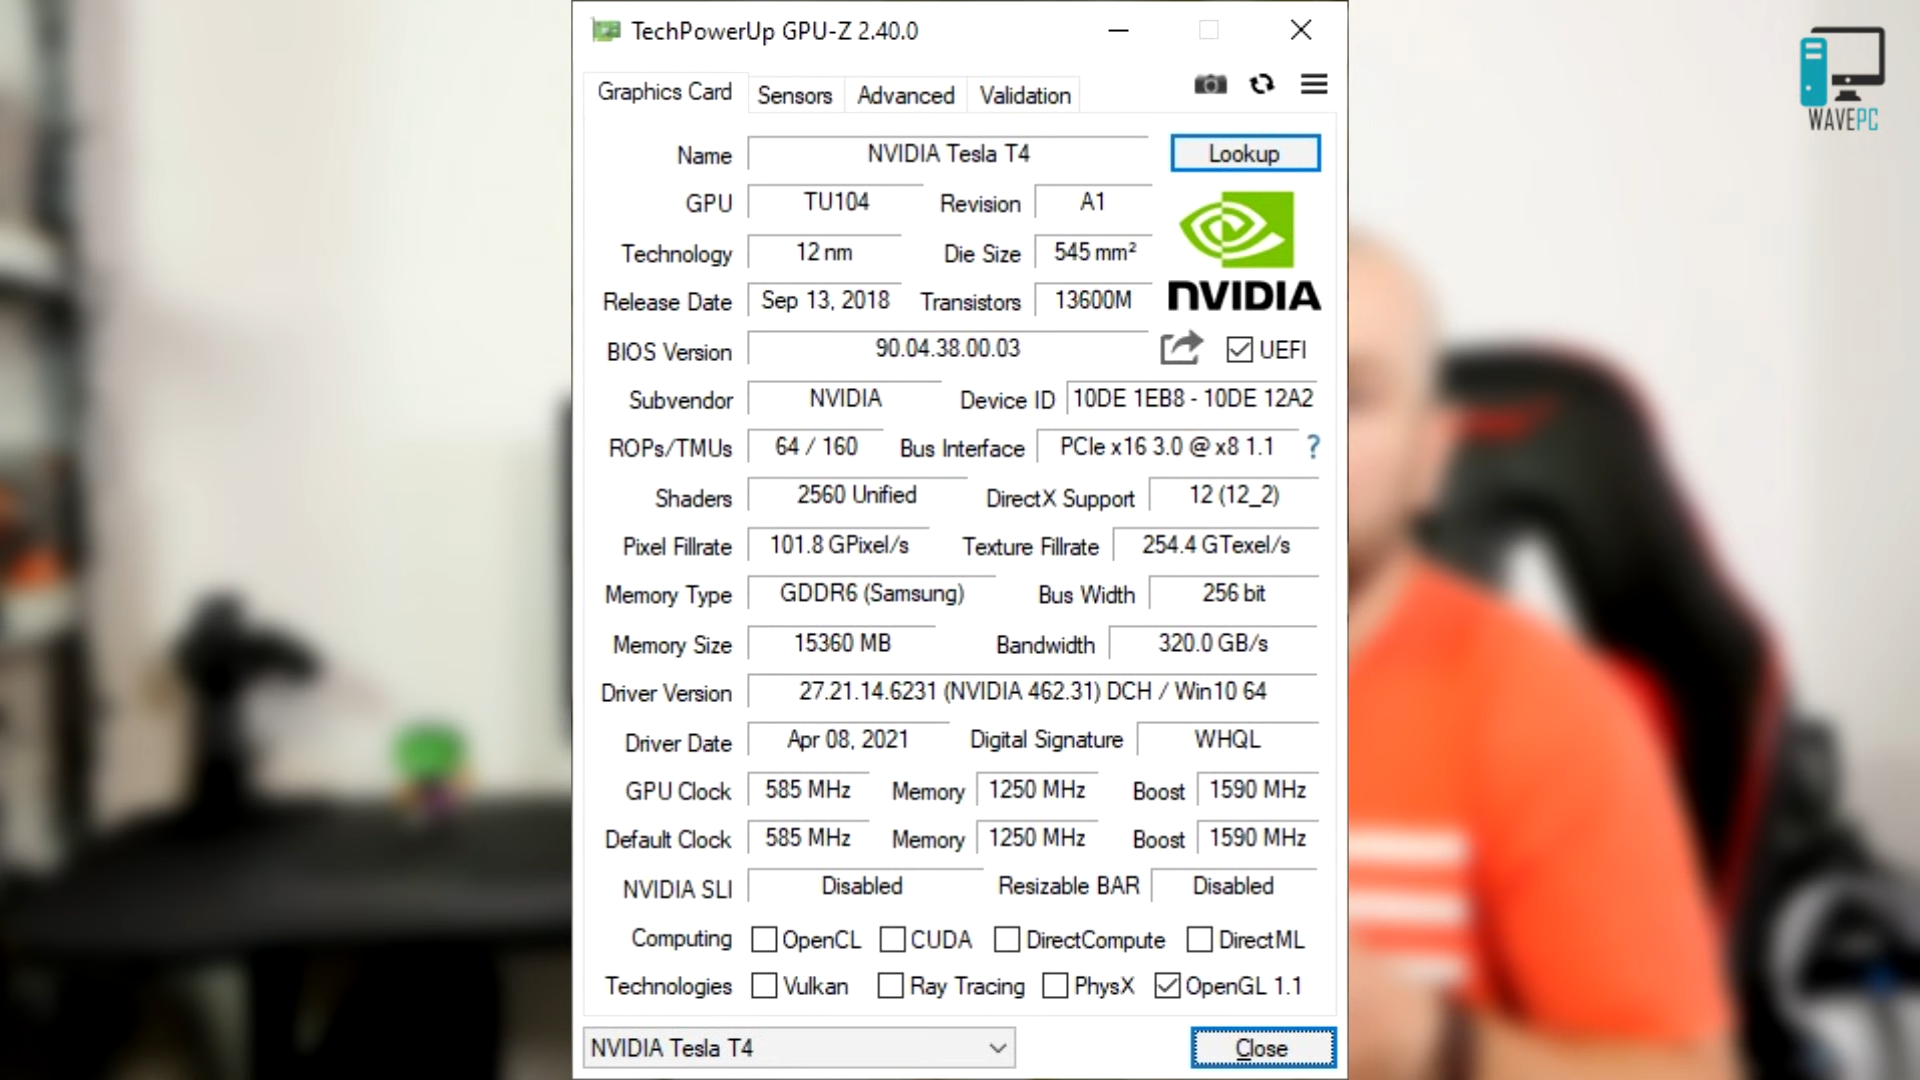 TechPowerUp GPU-Z 2.40.0
Graphics Card Sensors Advanced Validation
WAVEPC
Name NVIDIA Tesla T4 Lookup
GPU TU104 Revision A1
Technology 12 nm Die Size 545 mm²
Release Date Sep 13, 2018 Transistors 13600M
NVIDIA
BIOS Version 90.04.38.00.03 UEFI
Subvendor NVIDIA Device ID 10DE 1EB8 - 10DE 12A2
ROPs/TMUs 64 / 160 Bus Interface PCIe x16 3.0 @ x8 1.1 ?
Shaders 2560 Unified DirectX Support 12 (12_2)
Pixel Fillrate 101.8 GPixel/s Texture Fillrate 254.4 GTexel/s
Memory Type GDDR6 (Samsung) Bus Width 256 bit
Memory Size 15360 MB Bandwidth 320.0 GB/s
Driver Version 27.21.14.6231 (NVIDIA 462.31) DCH / Win10 64
Driver Date Apr 08, 2021 Digital Signature WHQL
GPU Clock 585 MHz Memory 1250 MHz Boost 1590 MHz
Default Clock 585 MHz Memory 1250 MHz Boost 1590 MHz
NVIDIA SLI Disabled Resizable BAR Disabled
Computing OpenCL CUDA DirectCompute DirectML
Technologies Vulkan Ray Tracing PhysX OpenGL 1.1
NVIDIA Tesla T4 Close